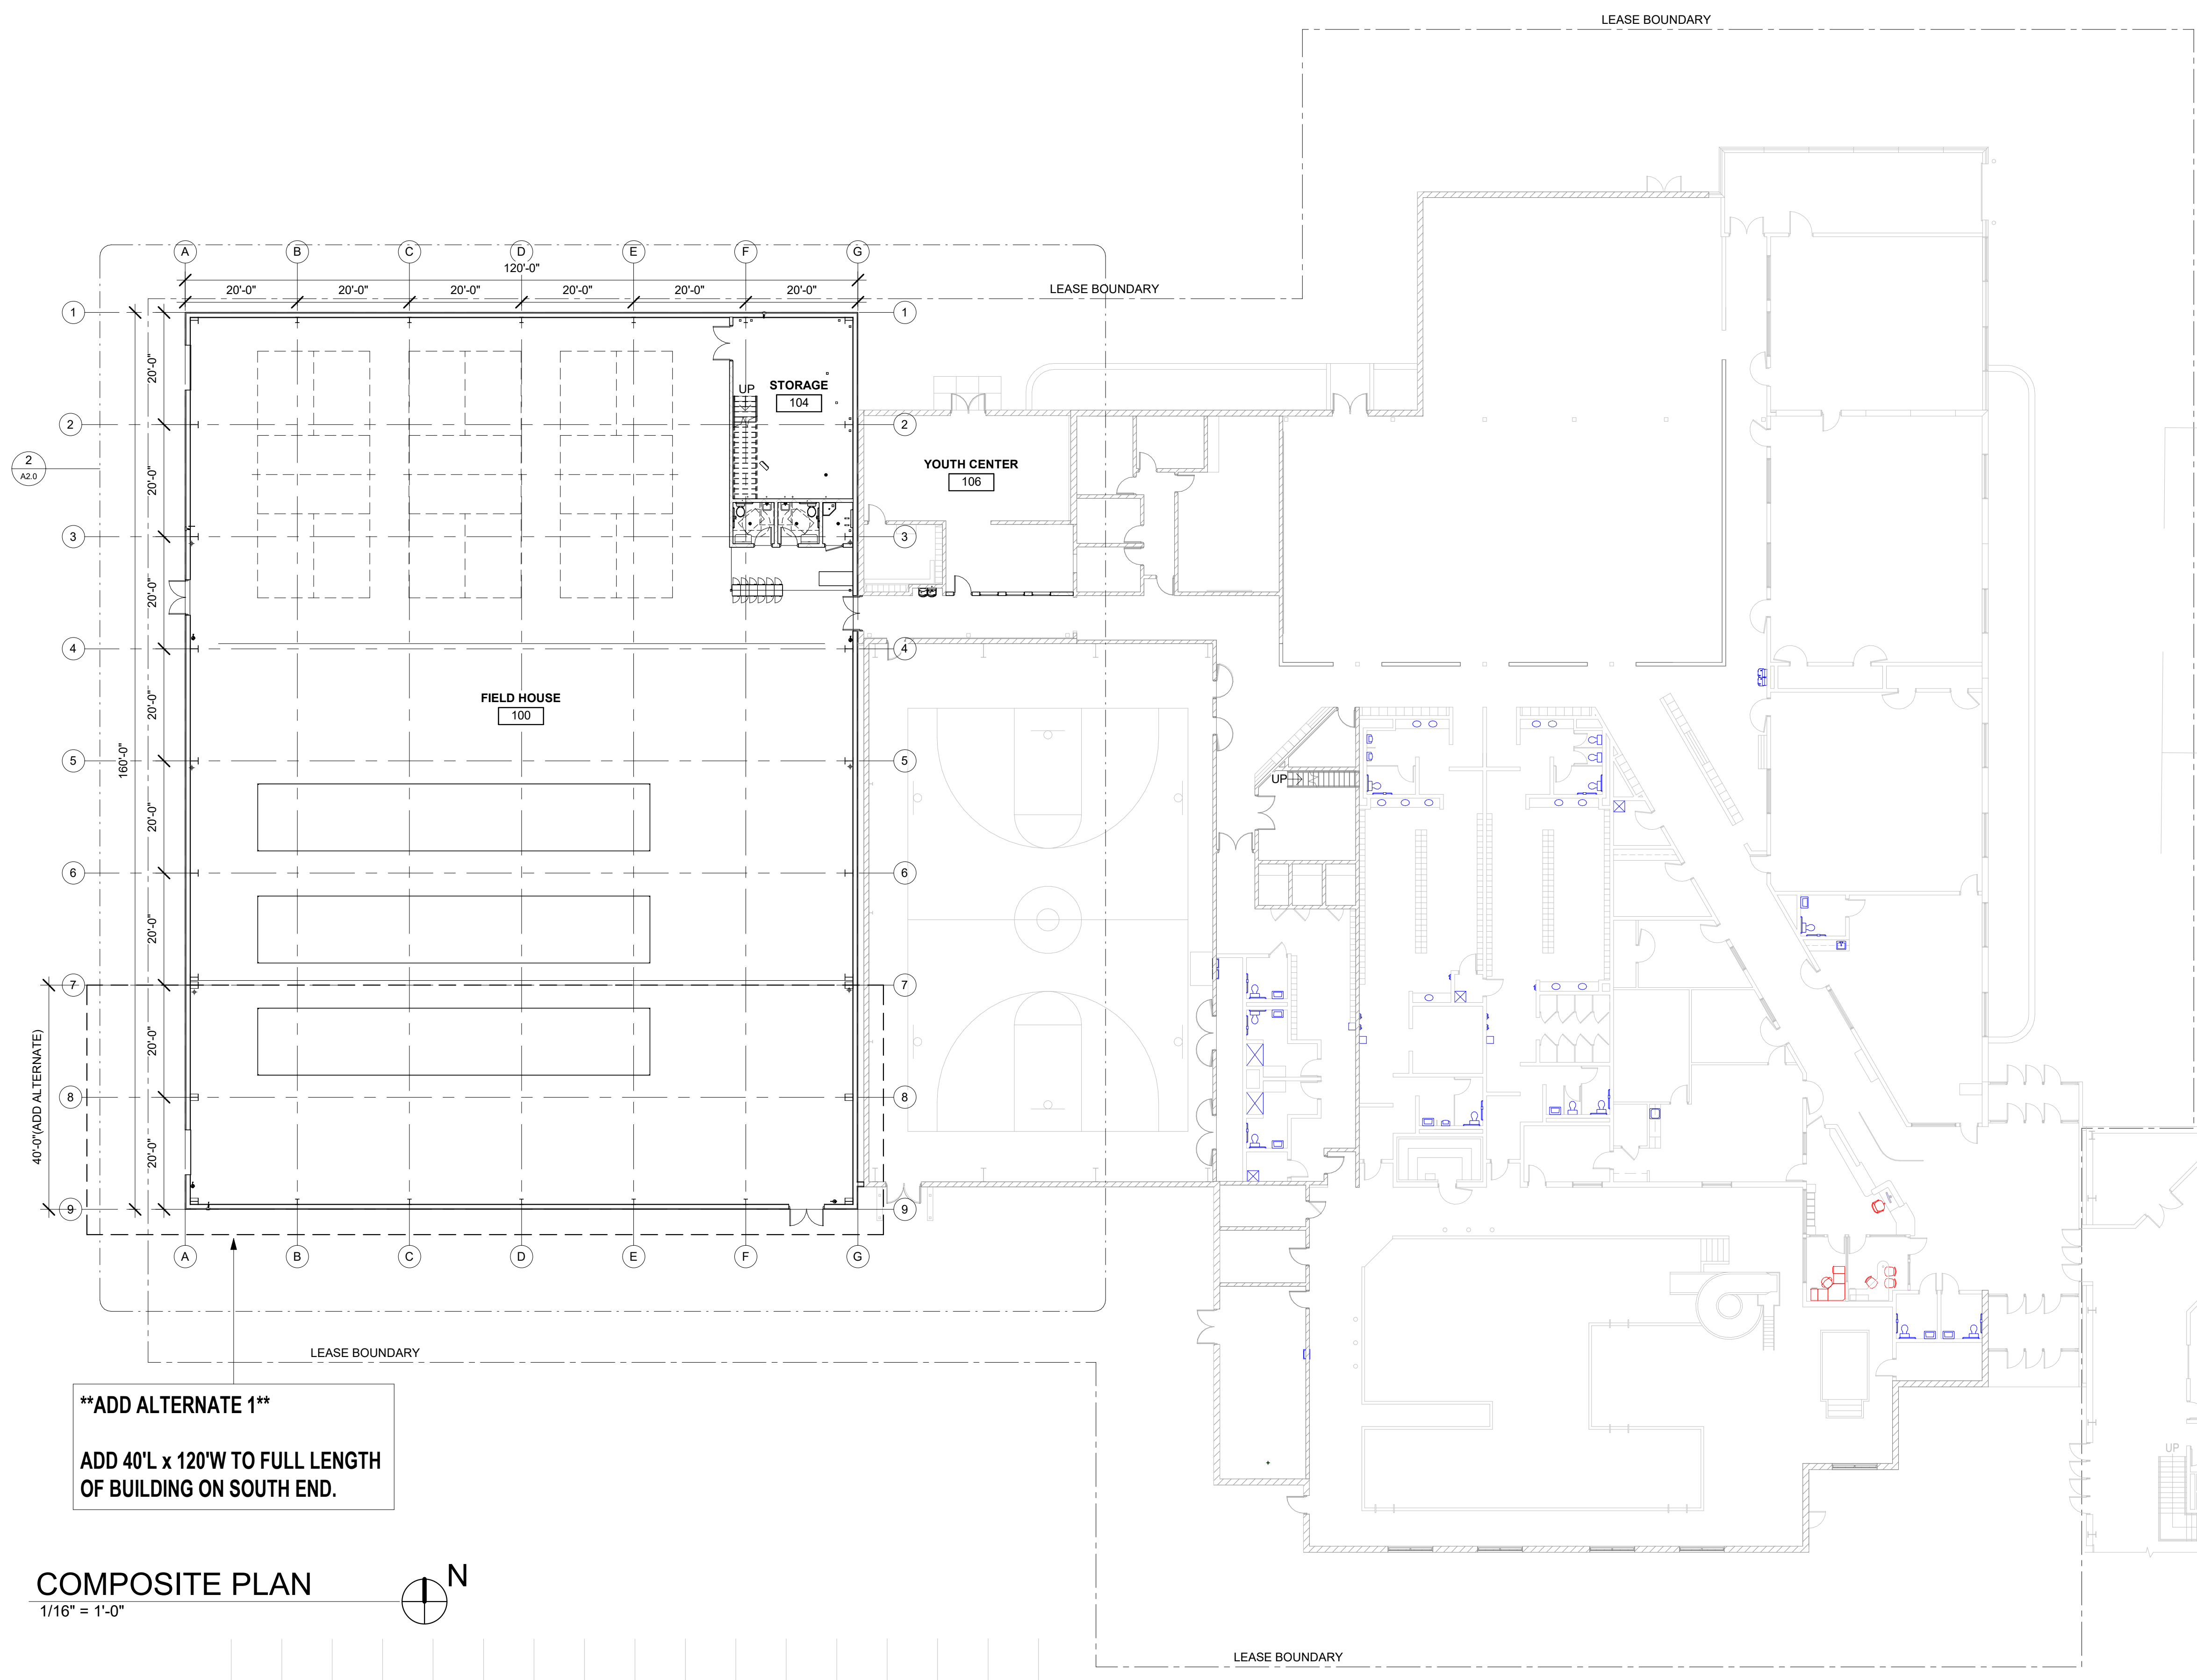 LEASE BOUNDARY
A B C D E F G
120'-0"
20'-0" 20'-0" 20'-0" 20'-0" 20'-0" 20'-0"
LEASE BOUNDARY
1 1
20'-0"
UP
STORAGE
104
2 2
2
A2.0
20'-0"
YOUTH CENTER
106
3 3
20'-0"
4 4
20'-0"
FIELD HOUSE
100
5 5
160'-0"
UP
20'-0"
6 6
20'-0"
7 7
40'-0"(ADD ALTERNATE)
20'-0"
8 8
20'-0"
9 9
A B C D E F G
LEASE BOUNDARY
**ADD ALTERNATE 1**
ADD 40'L x 120'W TO FULL LENGTH
OF BUILDING ON SOUTH END.
UP
COMPOSITE PLAN
N
1/16" = 1'-0"
LEASE BOUNDARY